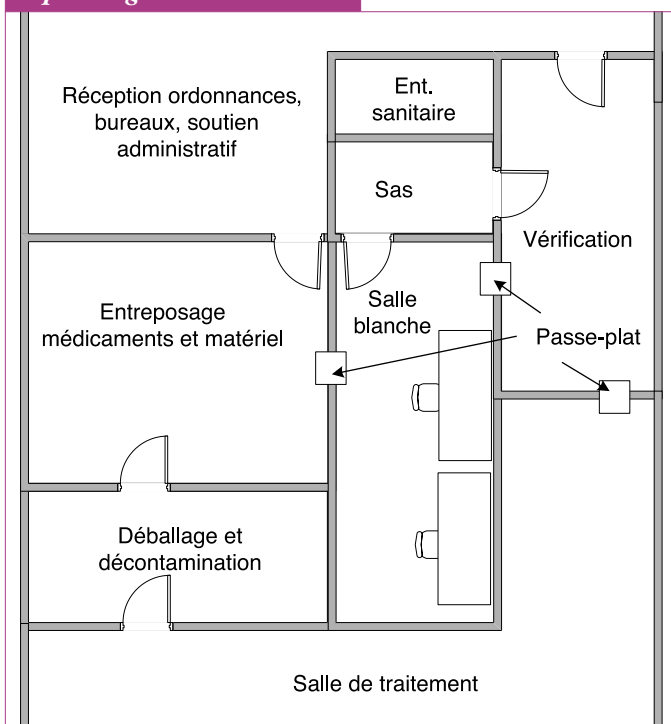 Réception ordonnances,
bureaux, soutien
administratif
Ent.
sanitaire
Sas
Vérification
Entreposage
médicaments et matériel
Salle
blanche
Passe-plat
Déballage et
décontamination
Salle de traitement